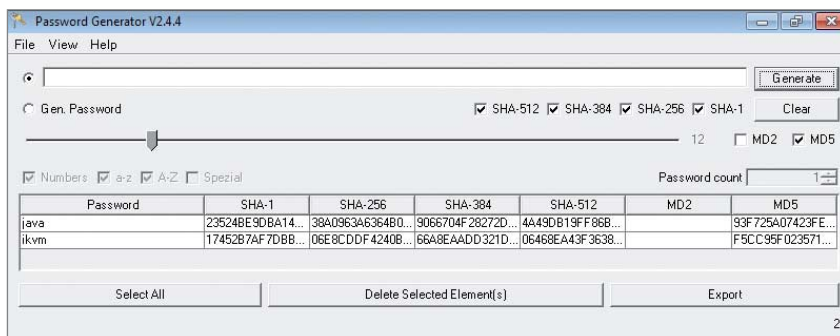 Password Generator V2.4.4
File View Help
Generate
Gen. Password SHA-512 SHA-384 SHA-256 SHA-1 Clear
12 MD2 MD5
Numbers a-z A-Z Spezial Password count 1
Password SHA-1 SHA-256 SHA-384 SHA-512 MD2 MD5
java 23524BE9DBA14... 38A0963A6364B0... 9066704F28272D... 4A49DB19FF86B... 93F725A07423FE...
ikvm 17452B7AF7DBB... 06E8CDDF4240B... 66A8EAADD321D... 06468EA43F3638... F5CC95F023571...
Select All Delete Selected Element(s) Export
2